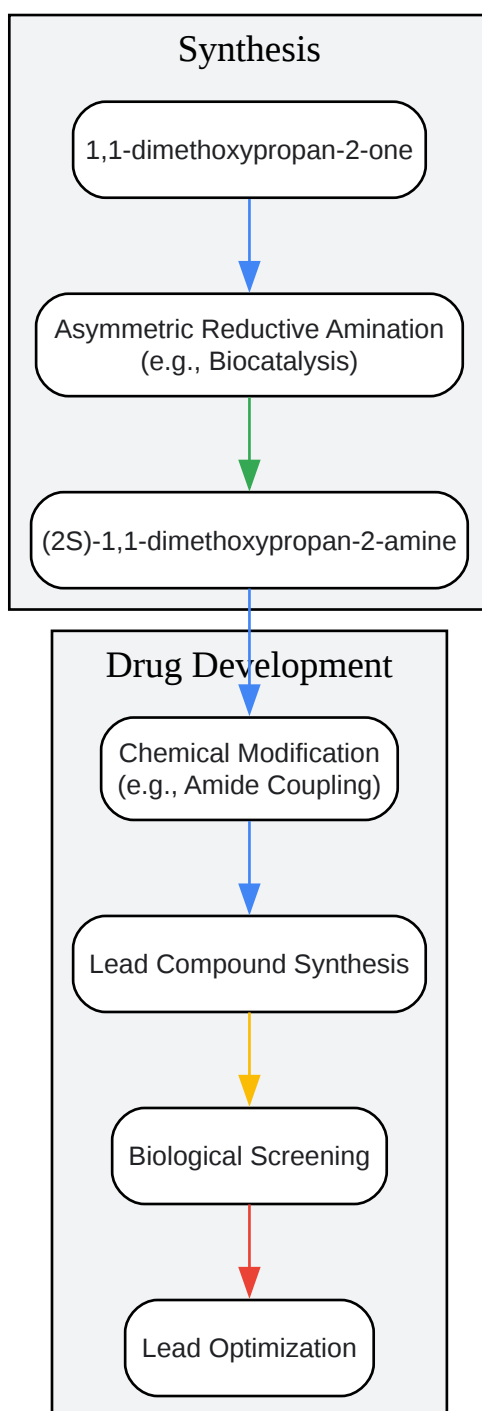 Synthesis
1,1-dimethoxypropan-2-one
Asymmetric Reductive Amination
(e.g., Biocatalysis)
(2S)-1,1-dimethoxypropan-2-amine
Drug Development
Chemical Modification
(e.g., Amide Coupling)
Lead Compound Synthesis
Biological Screening
Lead Optimization